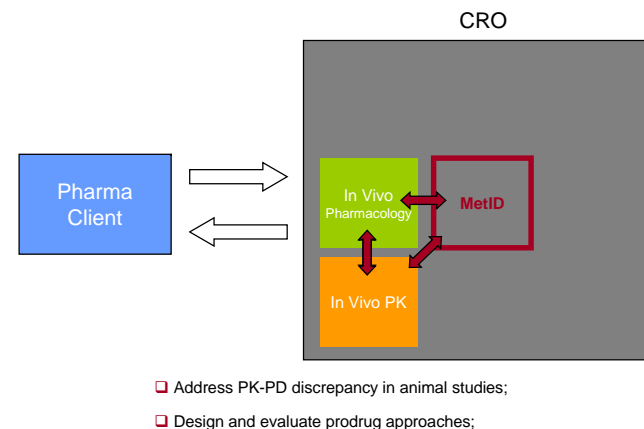 CRO
Pharma
Client
In Vivo
Pharmacology
MetID
In Vivo PK
Address PK-PD discrepancy in animal studies;
Design and evaluate prodrug approaches;